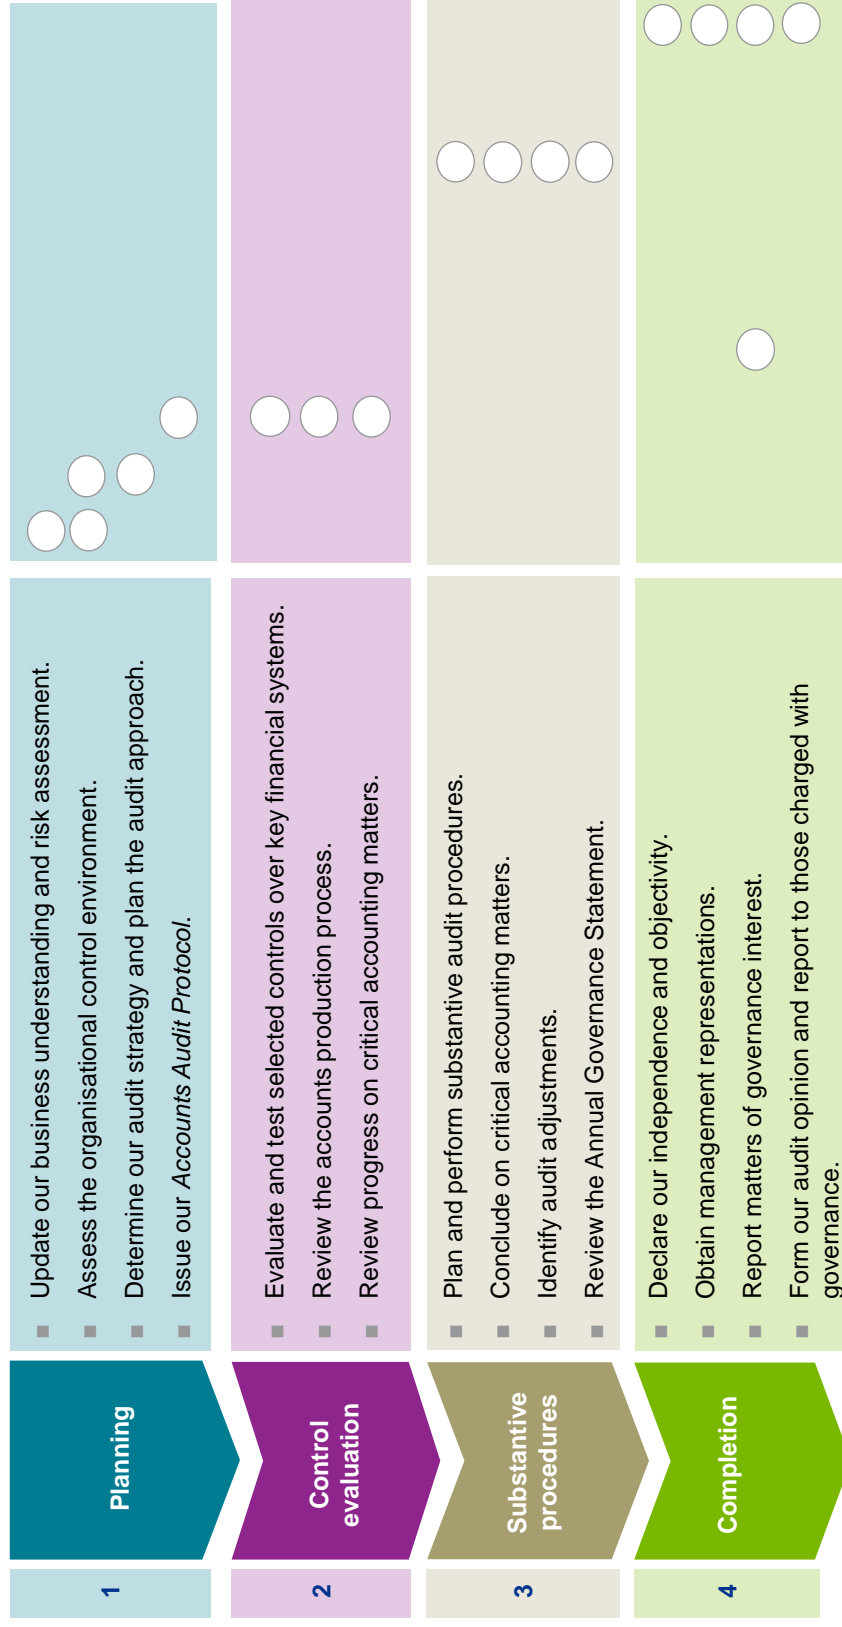 1
Planning
■ Update our business understanding and risk assessment.
■ Assess the organisational control environment.
■ Determine our audit strategy and plan the audit approach.
■ Issue our Accounts Audit Protocol.
2
Control
evaluation
■ Evaluate and test selected controls over key financial systems.
■ Review the accounts production process.
■ Review progress on critical accounting matters.
3
Substantive
procedures
■ Plan and perform substantive audit procedures.
■ Conclude on critical accounting matters.
■ Identify audit adjustments.
■ Review the Annual Governance Statement.
4
Completion
■ Declare our independence and objectivity.
■ Obtain management representations.
■ Report matters of governance interest.
■ Form our audit opinion and report to those charged with
governance.